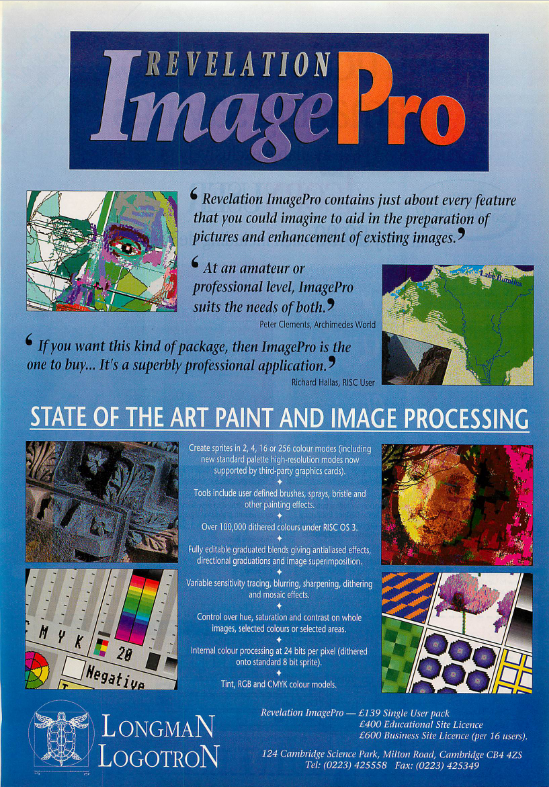 REVELATION
ImagePro
‘ Revelation ImagePro contains just about every feature
that you could imagine to aid in the preparation of
pictures and enhancement of existing images.’
‘ At an amateur or
professional level, ImagePro
suits the needs of both.’
Peter Clements, Archimedes World
‘ If you want this kind of package, then ImagePro is the
one to buy... It's a superbly professional application.’
Richard Hallas, RISC User
STATE OF THE ART PAINT AND IMAGE PROCESSING
Create sprites in 2, 4, 16 or 256 colour modes (including
new standard palette high-resolution modes now
supported by third-party graphics cards).
Tools include user defined brushes, sprays, bristle and
other painting effects.
Over 100,000 dithered colours under RISC OS 3.
Fully editable graduated blends giving antialiased effects,
directional graduations and image superimposition.
Variable sensitivity tracing, blurring, sharpening, dithering
and mosaic effects.
Control over hue, saturation and contrast on whole
images, selected colours or selected areas.
Internal colour processing at 24 bits per pixel (dithered
onto standard 8 bit sprite).
Tint, RGB and CMYK colour models.
M Y K 20
Negative
LONGMAN
LOGOTRON
Revelation ImagePro — £139 Single User pack
£400 Educational Site Licence
£600 Business Site Licence (per 16 users).
124 Cambridge Science Park, Milton Road, Cambridge CB4 4ZS
Tel: (0223) 425558 Fax: (0223) 425349